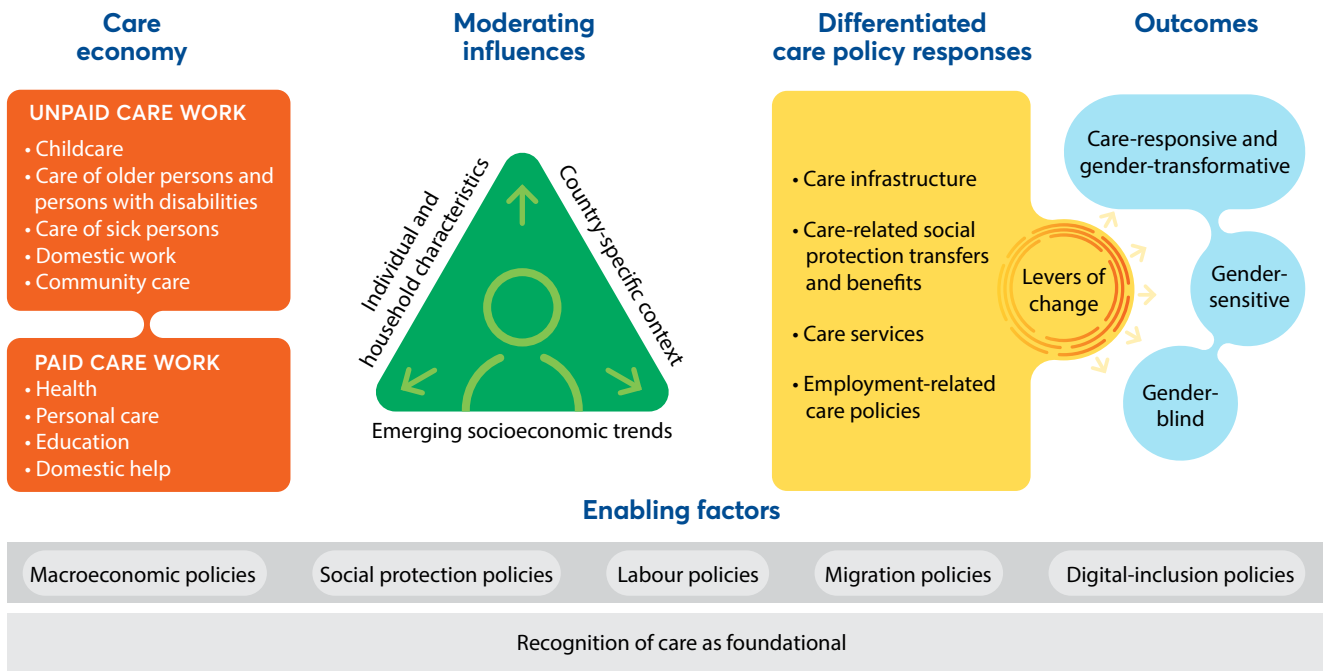 Care
economy
UNPAID CARE WORK
• Childcare
• Care of older persons and
persons with disabilities
• Care of sick persons
• Domestic work
• Community care
PAID CARE WORK
• Health
• Personal care
• Education
• Domestic help
Moderating
influences
Individual and
household characteristics
Country-specific context
Emerging socioeconomic trends
Differentiated
care policy responses
• Care infrastructure
• Care-related social
protection transfers
and benefits
• Care services
• Employment-related
care policies
Levers of
change
Outcomes
Care-responsive and
gender-transformative
Gender-
sensitive
Gender-
blind
Enabling factors
Macroeconomic policies
Social protection policies
Labour policies
Migration policies
Digital-inclusion policies
Recognition of care as foundational